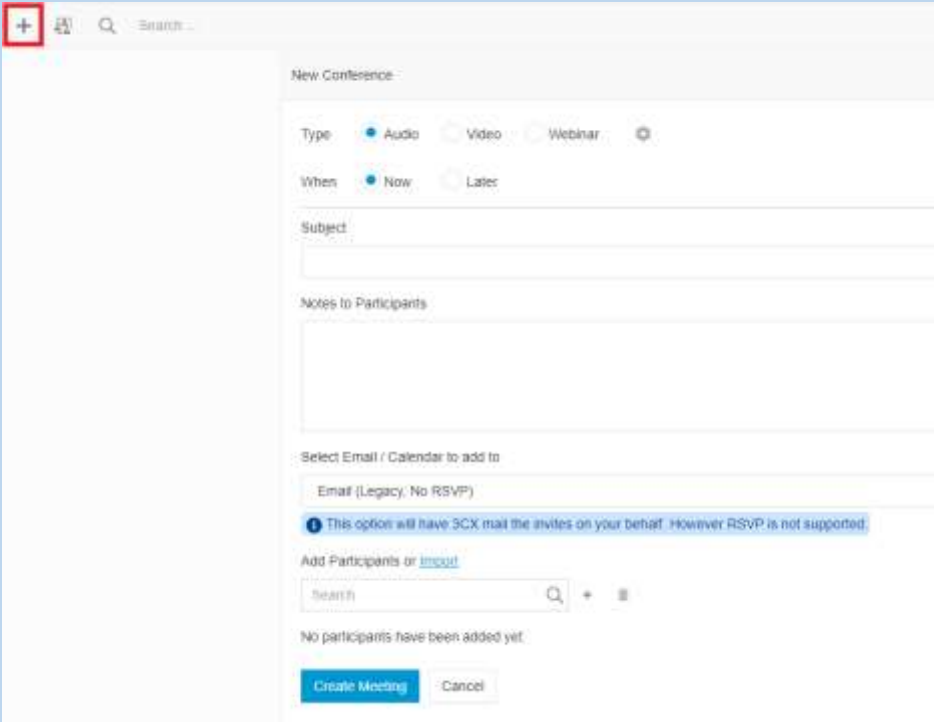 Search ...
New Conference
Type Audio Video Webinar
When Now Later
Subject
Notes to Participants
Select Email / Calendar to add to
Email (Legacy, No RSVP)
This option will have 3CX mail the invites on your behalf. However RSVP is not supported.
Add Participants or Import
Search
No participants have been added yet
Create Meeting Cancel